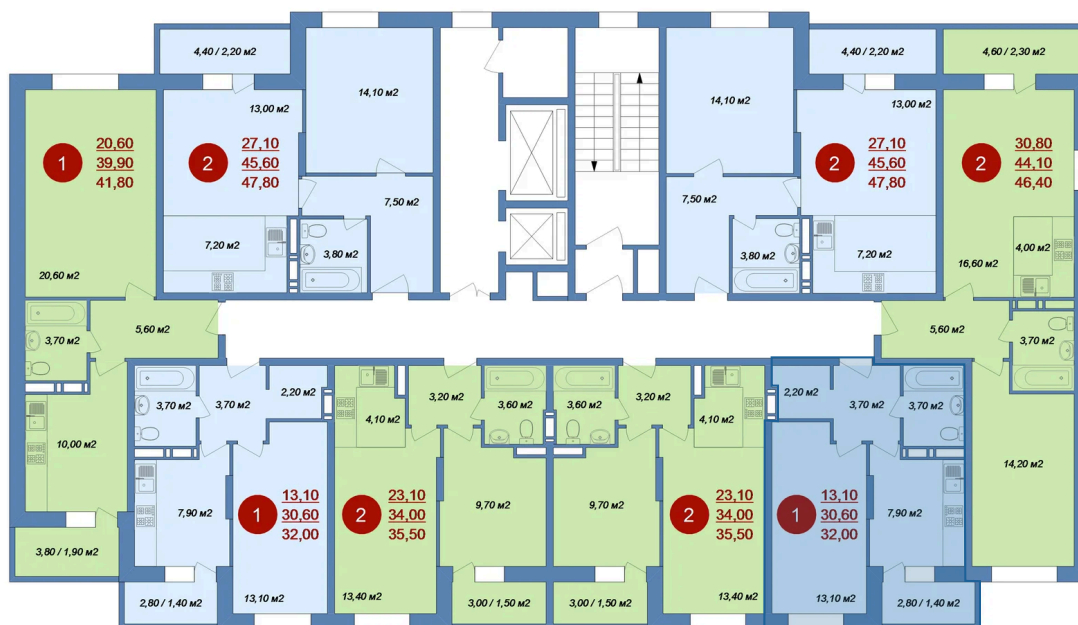 4,40 / 2,20 м2
14,10 м2
13,00 м2
2
27,10
45,60
47,80
7,20 м2
7,50 м2
3,80 м2
1
20,60
39,90
41,80
20,60 м2
3,70 м2
5,60 м2
10,00 м2
3,80 / 1,90 м2
14,10 м2
4,40 / 2,20 м2
13,00 м2
2
27,10
45,60
47,80
7,50 м2
3,80 м2
7,20 м2
4,60 / 2,30 м2
2
30,80
44,10
46,40
4,00 м2
16,60 м2
5,60 м2
3,70 м2
14,20 м2
3,70 м2
3,70 м2
2,20 м2
7,90 м2
1
13,10
30,60
32,00
13,10 м2
2,80 / 1,40 м2
4,10 м2
3,20 м2
3,60 м2
2
23,10
34,00
35,50
9,70 м2
13,40 м2
3,00 / 1,50 м2
3,60 м2
3,20 м2
4,10 м2
9,70 м2
2
23,10
34,00
35,50
13,40 м2
3,00 / 1,50 м2
2,20 м2
3,70 м2
3,70 м2
1
13,10
30,60
32,00
7,90 м2
13,10 м2
2,80 / 1,40 м2